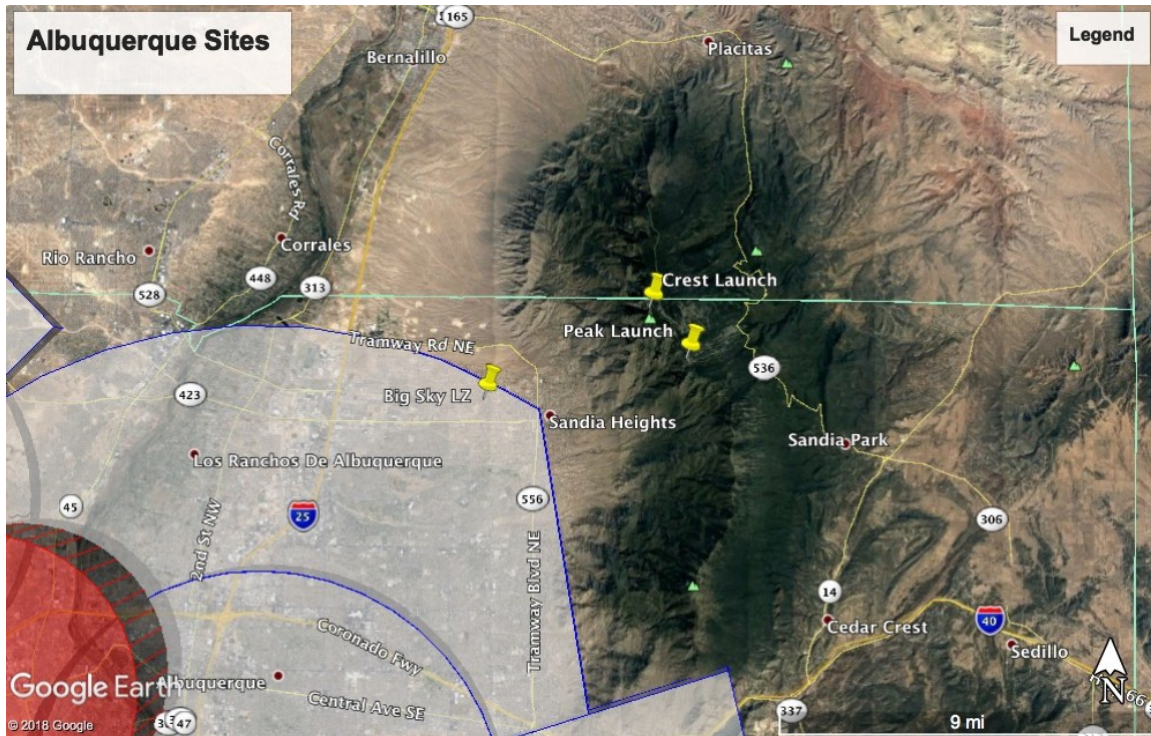 Albuquerque Sites
Legend
165
Placitas
Bernalillo
Corrales Rd
Corrales
Rio Rancho
448
313
528
Crest Launch
Peak Launch
Tramway Rd NE
536
Big Sky LZ
423
Sandia Heights
Sandia Park
Los Ranchos De Albuquerque
45
556
25
306
2nd St NW
Tramway Blvd NE
14
Cedar Crest
40
Sedillo
Coronado Fwy
Google Earth
Albuquerque
Central Ave SE
N
66
© 2018 Google
47
337
9 mi